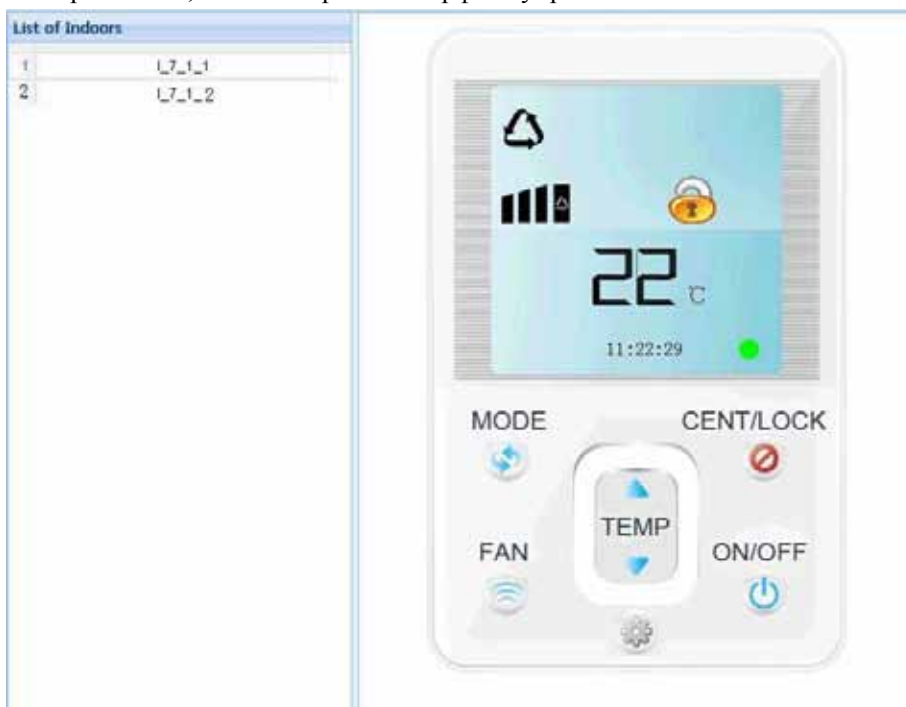 List of Indoors
1 I_7_1_1
2 I_7_1_2
22 ℃
11:22:29
MODE
CENT/LOCK
TEMP
FAN
ON/OFF